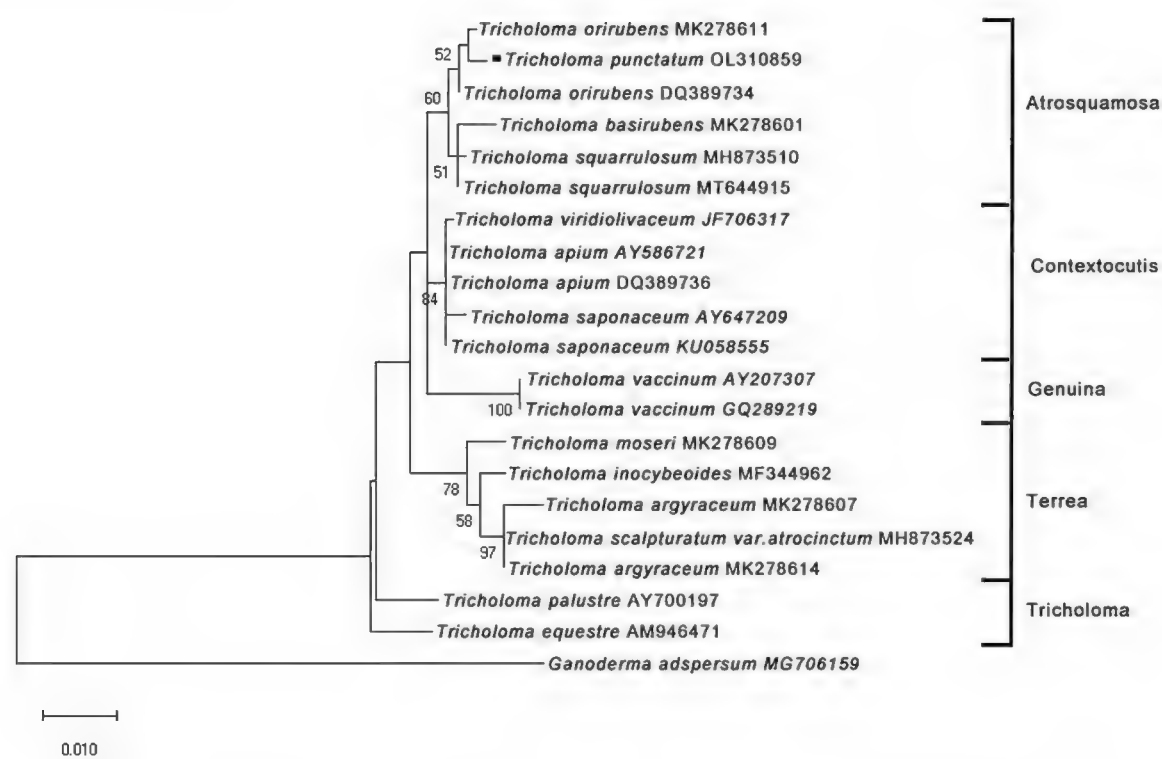 Tricholoma orirubens MK278611
52
Tricholoma punctatum OL310859
Tricholoma orirubens DQ389734
60
Atrosquamosa
Tricholoma basirubens MK278601
Tricholoma squarrulosum MH873510
51
Tricholoma squarrulosum MT644915
Tricholoma viridiolivaceum JF706317
Tricholoma apium AY586721
Contextocutis
Tricholoma apium DQ389736
84
Tricholoma saponaceum AY647209
Tricholoma saponaceum KU058555
Tricholoma vaccinum AY207307
Genuina
100
Tricholoma vaccinum GQ289219
Tricholoma moseri MK278609
Tricholoma inocybeoides MF344962
78
Tricholoma argyraceum MK278607
Terrea
58
Tricholoma scalpturatum var.atrocinctum MH873524
97
Tricholoma argyraceum MK278614
Tricholoma palustre AY700197
Tricholoma
Tricholoma equestre AM946471
Ganoderma adspersum MG706159
0.010